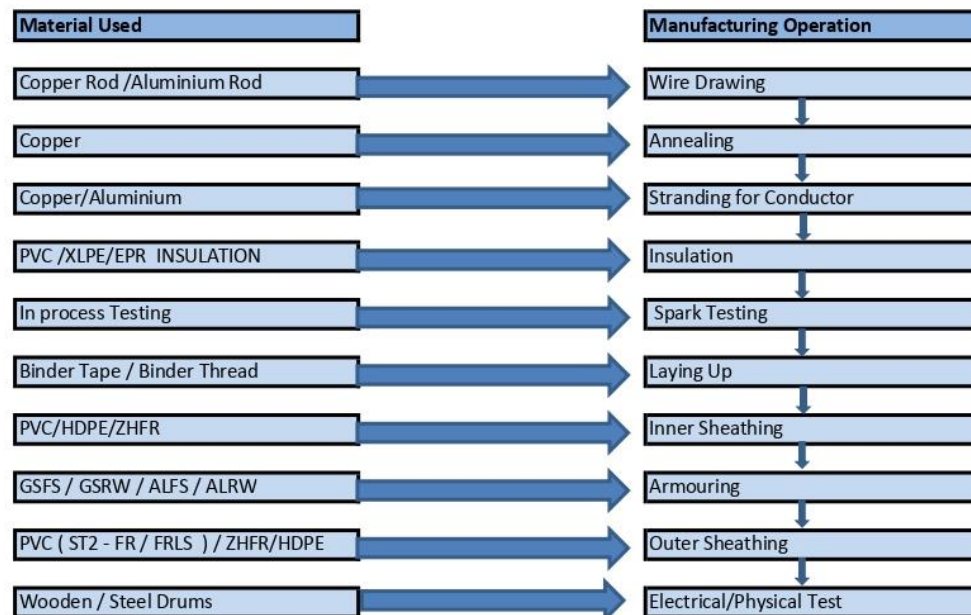 Material Used
Manufacturing Operation
Copper Rod /Aluminium Rod
Wire Drawing
Copper
Annealing
Copper/Aluminium
Stranding for Conductor
PVC /XLPE/EPR  INSULATION
Insulation
In process Testing
Spark Testing
Binder Tape / Binder Thread
Laying Up
PVC/HDPE/ZHFR
Inner Sheathing
GSFS / GSRW / ALFS / ALRW
Armouring
PVC ( ST2 - FR / FRLS  ) / ZHFR/HDPE
Outer Sheathing
Wooden / Steel Drums
Electrical/Physical Test